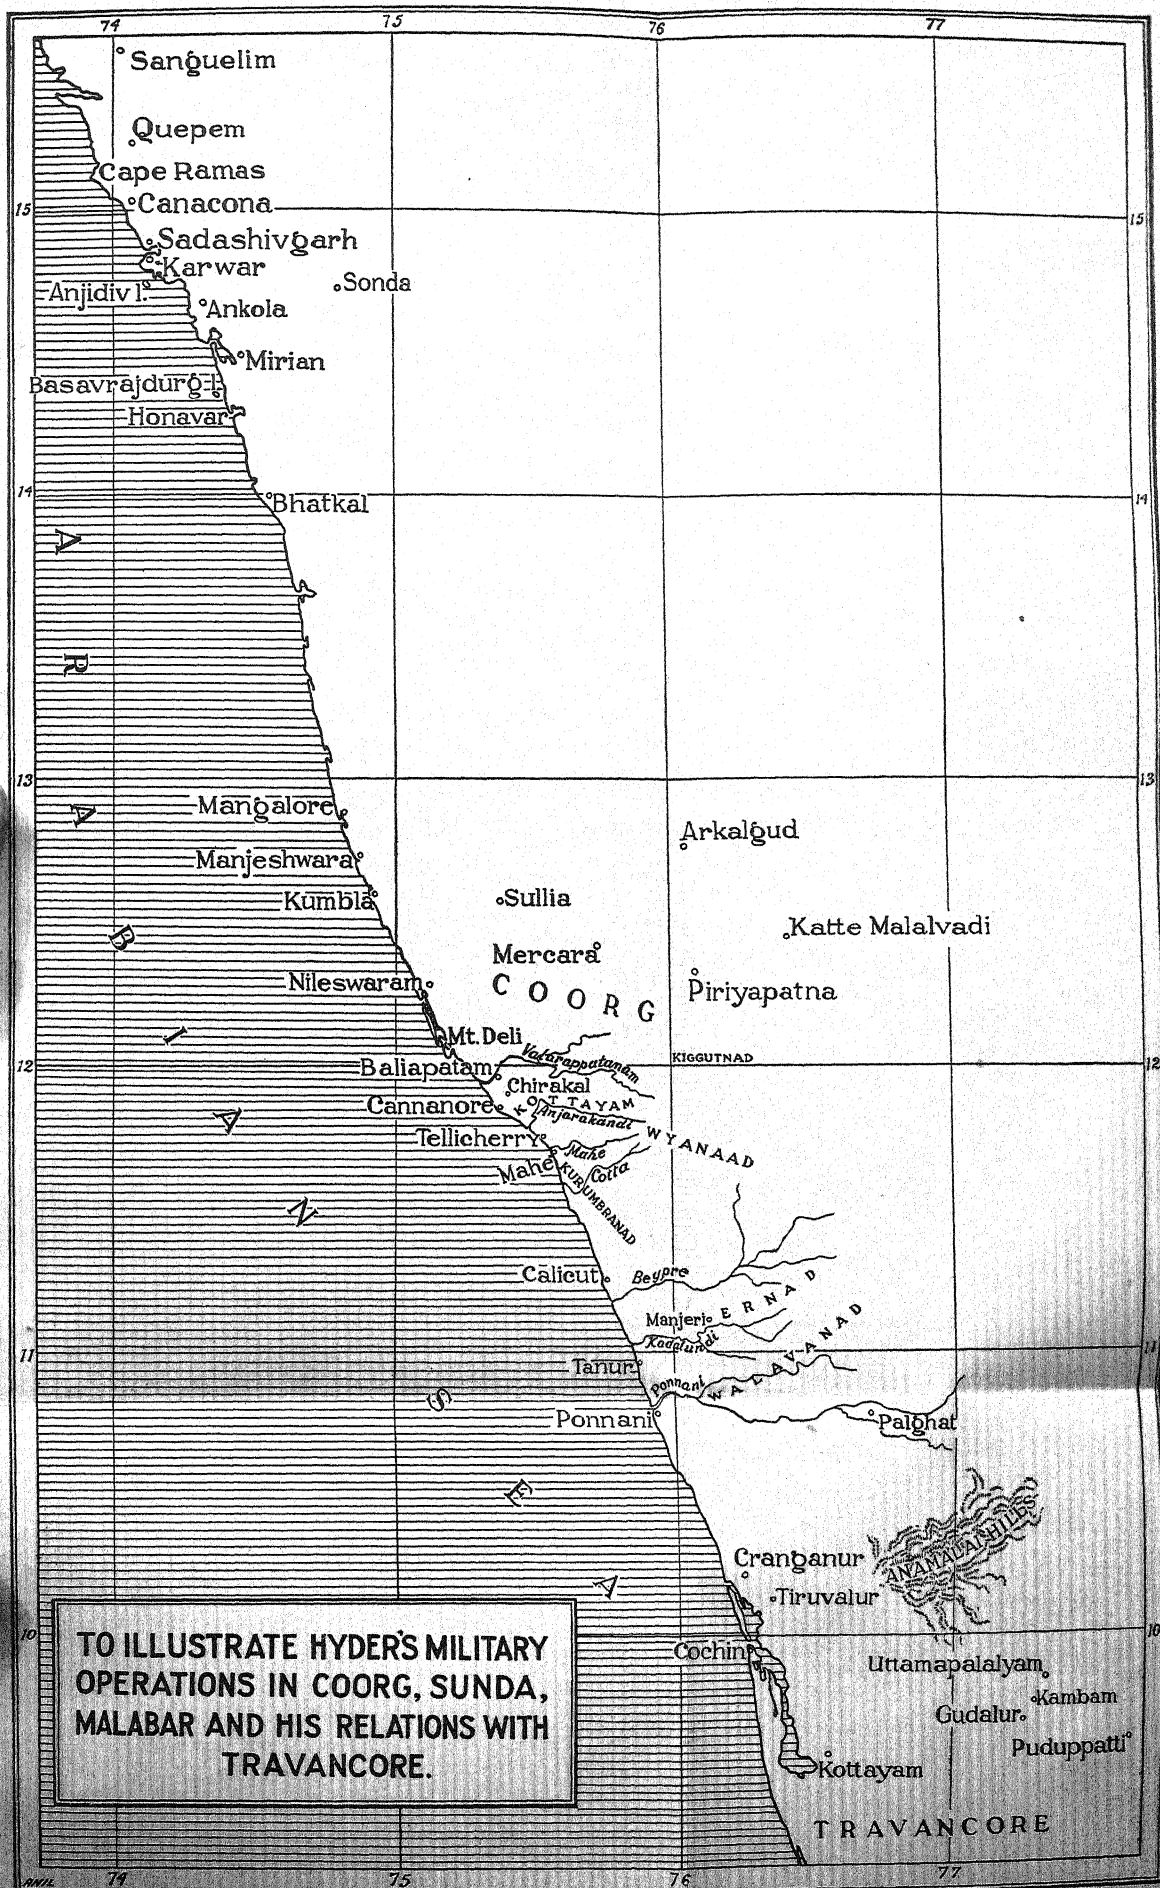 74 75 76 77
Sanguelim
Quepem
Cape Ramas
15 Canacona 15
Sadashivgarh
Karwar
Sonda
Anjidiv I.
Ankola
Mirian
Basavrajdurg I.
Honavar
14 Bhatkal 14
13 13
Mangalore
Arkalgud
Manjeshwara
Kumbla
Sullia
Katte Malalvadi
Mercara
Nileswaram
COORG
Piriyapatna
Mt. Deli
Valarappatanam
KIGGUTNAD
12 12
Baliapatam
Chirakal
Cannanore
KOTTAYAM
Anjarakandi
Tellicherry
WYANAAD
Mahe
Mahe
Cotta
KURUMBRANAD
Calicut
Beypre
ERNAD
Manjeri
Kadalundi
11 11
Tanur
WALAVANAD
Ponnani
Ponnani
Palghat
ARABIAN SEA
ANAMALAI HILLS
Cranganur
Tiruvalur
10 10
Cochin
Uttamapalalyam
Kambam
Gudalur
Puduppatti
Kottayam
TRAVANCORE
TO ILLUSTRATE HYDER'S MILITARY
OPERATIONS IN COORG, SUNDA,
MALABAR AND HIS RELATIONS WITH
TRAVANCORE.
74 75 76 77
ANIL